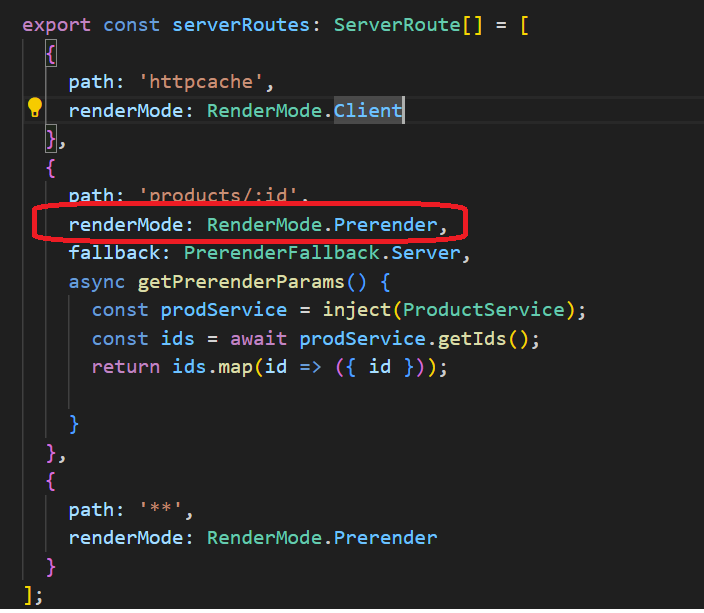 export const serverRoutes: ServerRoute[] = [
{
path: 'httpcache',
renderMode: RenderMode.Client
},
{
path: 'products/:id',
renderMode: RenderMode.Prerender,
fallback: PrerenderFallback.Server,
async getPrerenderParams() {
const prodService = inject(ProductService);
const ids = await prodService.getIds();
return ids.map(id => ({ id }));
}
},
{
path: '**',
renderMode: RenderMode.Prerender
}
];